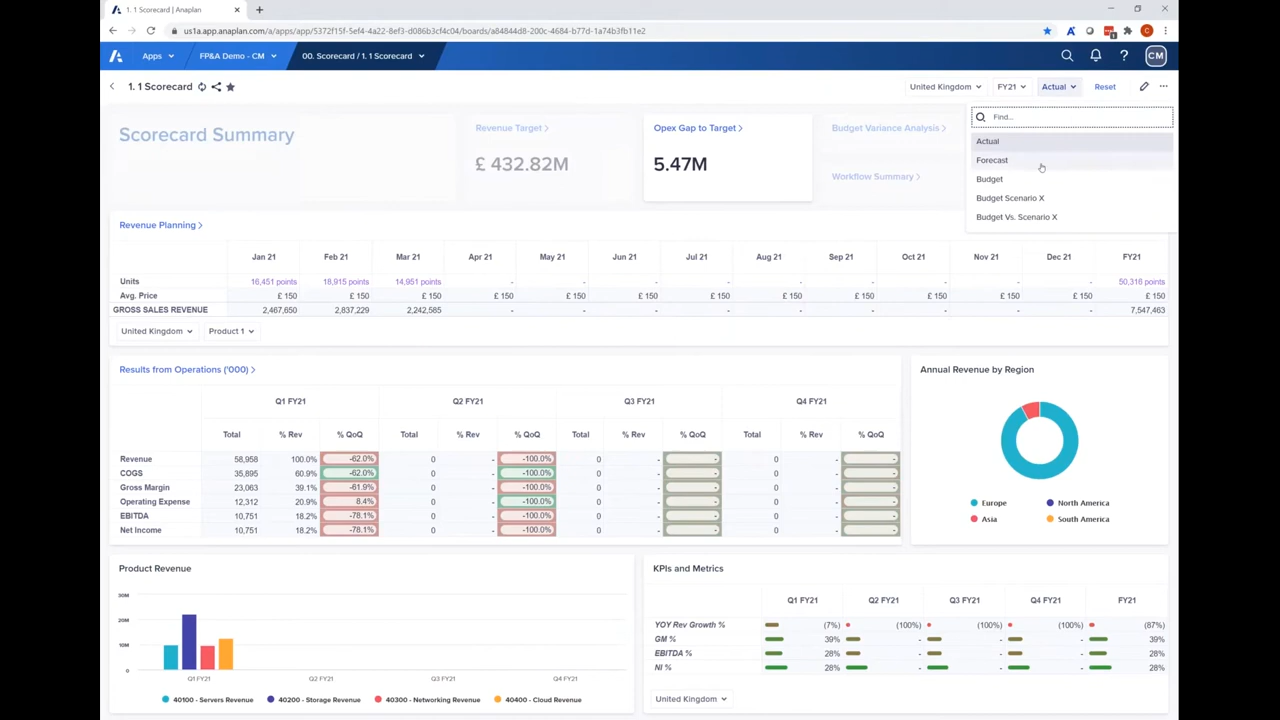 1. 1 Scorecard | Anaplan
us1a.app.anaplan.com/a/apps/app/5372f15f-5ef4-4a22-8ef3-d086b3cf4c04/boards/a84844d8-200c-4684-b77d-1a74b3fb11e2
Apps FP&A Demo - CM 00. Scorecard / 1. 1 Scorecard CM
1. 1 Scorecard United Kingdom FY21 Actual Reset
Find...
Actual
Forecast
Budget
Budget Scenario X
Budget Vs. Scenario X
Scorecard Summary
Revenue Target
£ 432.82M
Opex Gap to Target
5.47M
Budget Variance Analysis
Workflow Summary
Revenue Planning
Jan 21 Feb 21 Mar 21 Apr 21 May 21 Jun 21 Jul 21 Aug 21 Sep 21 Oct 21 Nov 21 Dec 21 FY21
Units 16,451 points 18,915 points 14,951 points - - - - - - - - - 50,316 points
Avg. Price £ 150 £ 150 £ 150 £ 150 £ 150 £ 150 £ 150 £ 150 £ 150 £ 150 £ 150 £ 150 £ 150
GROSS SALES REVENUE 2,467,650 2,837,229 2,242,585 - - - - - - - - - 7,547,463
United Kingdom Product 1
Results from Operations ('000)
Q1 FY21 Q2 FY21 Q3 FY21 Q4 FY21
Total % Rev % QoQ Total % Rev % QoQ Total % Rev % QoQ Total % Rev % QoQ
Revenue 58,958 100.0% -62.0% 0 - -100.0% 0 - - 0 - -
COGS 35,895 60.9% -62.0% 0 - -100.0% 0 - - 0 - -
Gross Margin 23,063 39.1% -61.9% 0 - -100.0% 0 - - 0 - -
Operating Expense 12,312 20.9% 8.4% 0 - -100.0% 0 - - 0 - -
EBITDA 10,751 18.2% -78.1% 0 - -100.0% 0 - - 0 - -
Net Income 10,751 18.2% -78.1% 0 - -100.0% 0 - - 0 - -
Annual Revenue by Region
Europe North America
Asia South America
Product Revenue
30M
20M
10M
0
Q1 FY21 Q2 FY21 Q3 FY21 Q4 FY21
40100 - Servers Revenue 40200 - Storage Revenue 40300 - Networking Revenue 40400 - Cloud Revenue
KPIs and Metrics
Q1 FY21 Q2 FY21 Q3 FY21 Q4 FY21 FY21
YOY Rev Growth % (7%) (100%) (100%) (100%) (87%)
GM % 39% - - - 39%
EBITDA % 28% - - - 28%
NI % 28% - - - 28%
United Kingdom